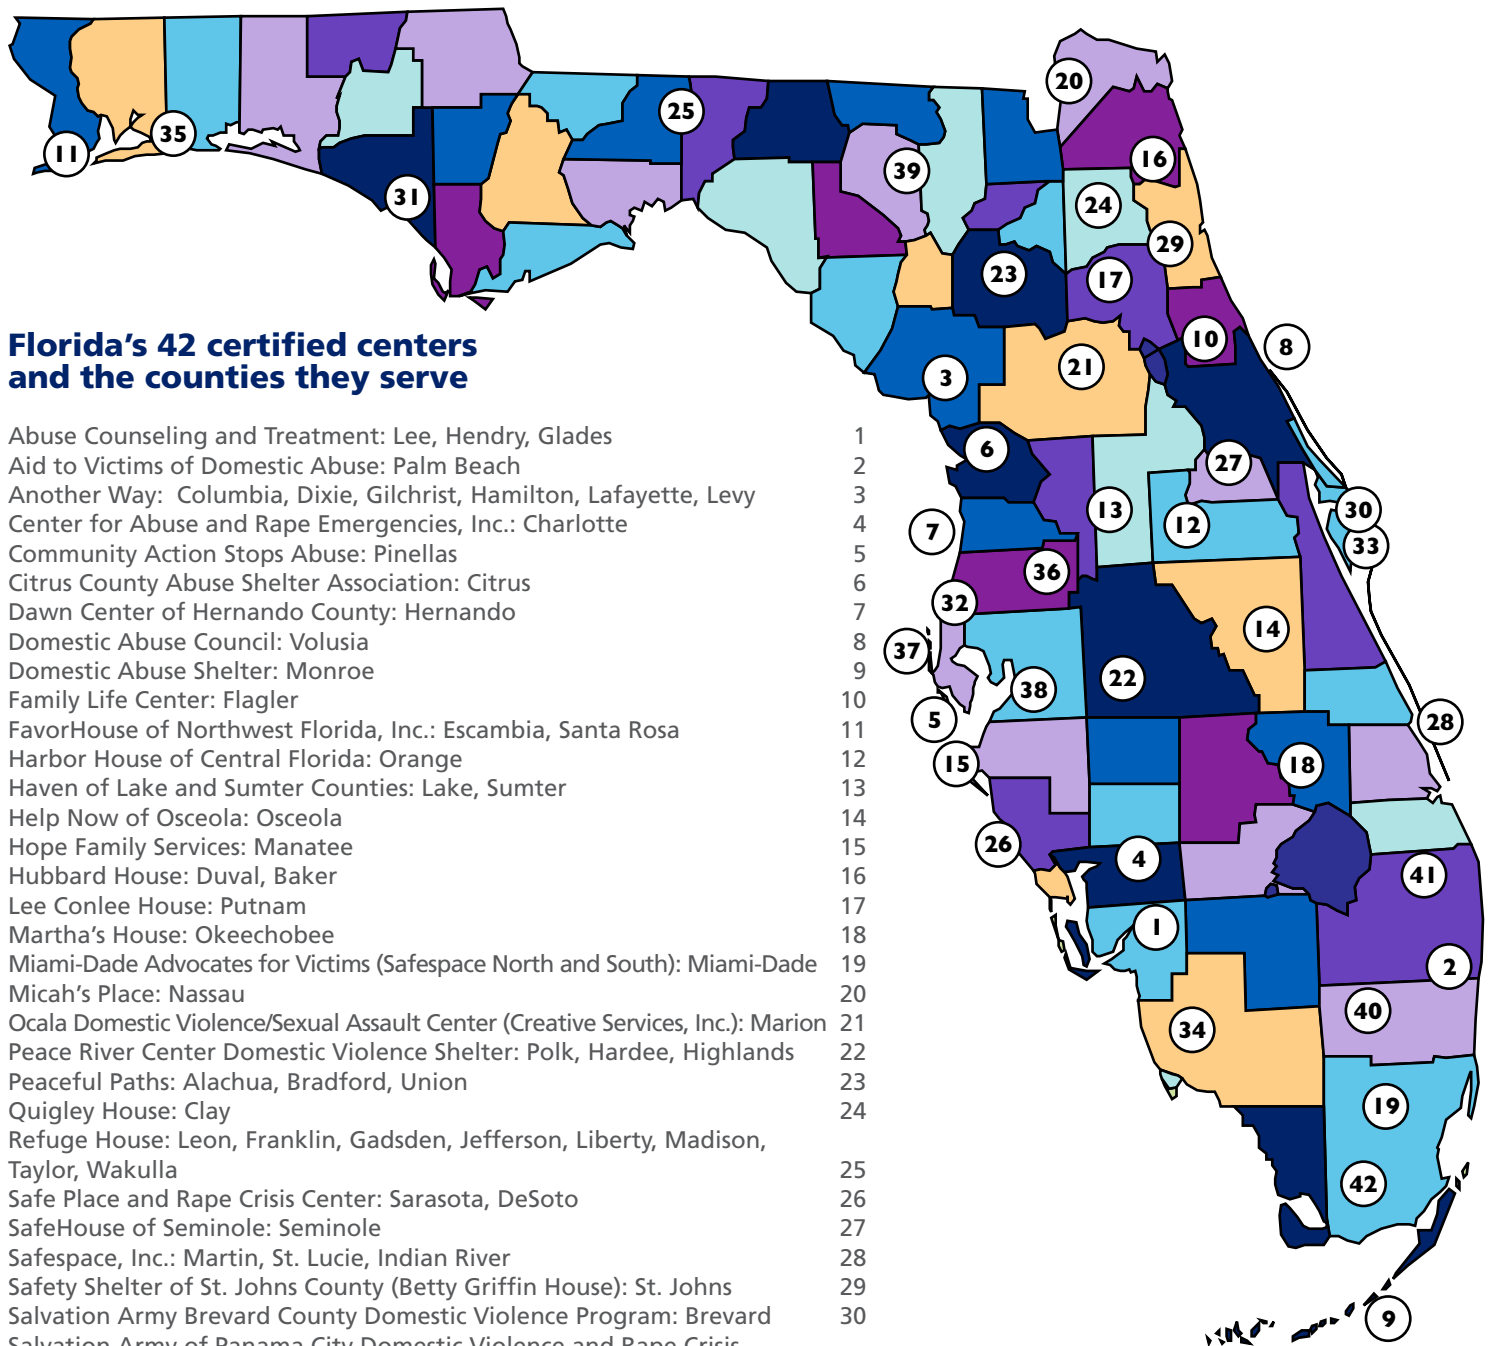 Florida's 42 certified centers
and the counties they serve
Abuse Counseling and Treatment: Lee, Hendry, Glades 1
Aid to Victims of Domestic Abuse: Palm Beach 2
Another Way: Columbia, Dixie, Gilchrist, Hamilton, Lafayette, Levy 3
Center for Abuse and Rape Emergencies, Inc.: Charlotte 4
Community Action Stops Abuse: Pinellas 5
Citrus County Abuse Shelter Association: Citrus 6
Dawn Center of Hernando County: Hernando 7
Domestic Abuse Council: Volusia 8
Domestic Abuse Shelter: Monroe 9
Family Life Center: Flagler 10
FavorHouse of Northwest Florida, Inc.: Escambia, Santa Rosa 11
Harbor House of Central Florida: Orange 12
Haven of Lake and Sumter Counties: Lake, Sumter 13
Help Now of Osceola: Osceola 14
Hope Family Services: Manatee 15
Hubbard House: Duval, Baker 16
Lee Conlee House: Putnam 17
Martha's House: Okeechobee 18
Miami-Dade Advocates for Victims (Safespace North and South): Miami-Dade 19
Micah's Place: Nassau 20
Ocala Domestic Violence/Sexual Assault Center (Creative Services, Inc.): Marion 21
Peace River Center Domestic Violence Shelter: Polk, Hardee, Highlands 22
Peaceful Paths: Alachua, Bradford, Union 23
Quigley House: Clay 24
Refuge House: Leon, Franklin, Gadsden, Jefferson, Liberty, Madison,
Taylor, Wakulla 25
Safe Place and Rape Crisis Center: Sarasota, DeSoto 26
SafeHouse of Seminole: Seminole 27
Safespace, Inc.: Martin, St. Lucie, Indian River 28
Safety Shelter of St. Johns County (Betty Griffin House): St. Johns 29
Salvation Army Brevard County Domestic Violence Program: Brevard 30
Salvation Army of Panama City Domestic Violence and Rape Crisis
20
25
11
35
16
39
31
24
29
23
17
10
8
21
3
6
27
13
12
30
7
33
36
32
14
37
22
38
5
28
15
18
26
4
41
1
2
40
34
19
42
9